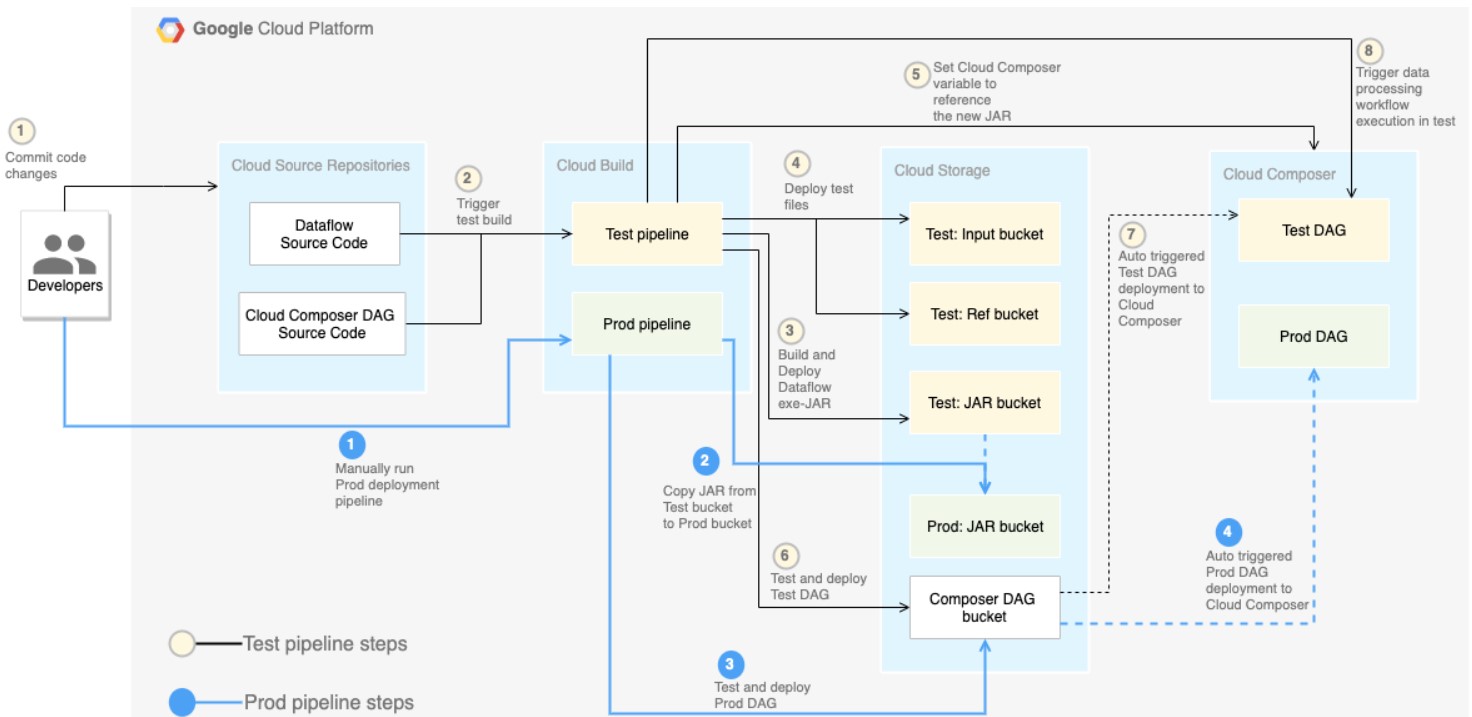 Google Cloud Platform
1
Commit code
changes
Developers
Cloud Source Repositories
Dataflow
Source Code
Cloud Composer DAG
Source Code
2
Trigger
test build
Cloud Build
Test pipeline
Prod pipeline
4
Deploy test
files
5
Set Cloud Composer
variable to
reference
the new JAR
8
Trigger data
processing
workflow
execution in test
Cloud Storage
Test: Input bucket
Test: Ref bucket
Test: JAR bucket
Prod: JAR bucket
Composer DAG
bucket
Cloud Composer
Test DAG
Prod DAG
7
Auto triggered
Test DAG
deployment to
Cloud
Composer
3
Build and
Deploy
Dataflow
exe-JAR
1
Manually run
Prod deployment
pipeline
2
Copy JAR from
Test bucket
to Prod bucket
6
Test and deploy
Test DAG
4
Auto triggered
Prod DAG
deployment to
Cloud Composer
3
Test and deploy
Prod DAG
Test pipeline steps
Prod pipeline steps